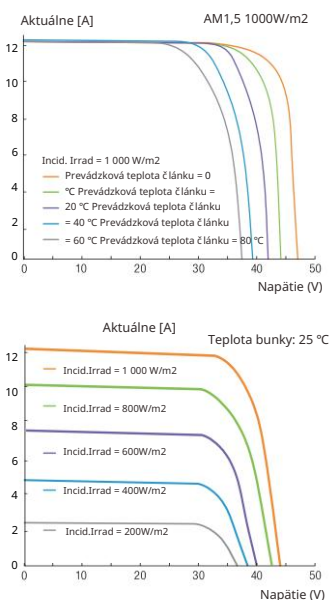 Aktuálne [A]
AM1,5 1000W/m2
12
10
8
6
4
2
0
Incid. Irrad = 1 000 W/m2
Prevádzková teplota článku = 0
℃ Prevádzková teplota článku =
20 ℃ Prevádzková teplota článku
= 40 ℃ Prevádzková teplota článku
= 60 ℃ Prevádzková teplota článku = 80 ℃
0 10 20 30 40 50
Napätie (V)
Aktuálne [A]
Teplota bunky: 25 ℃
12
10
8
6
4
2
0
Incid.Irrad = 1 000 W/m2
Incid.Irrad = 800W/m2
Incid.Irrad = 600W/m2
Incid.Irrad = 400W/m2
Incid.Irrad = 200W/m2
0 10 20 30 40 50
Napätie (V)